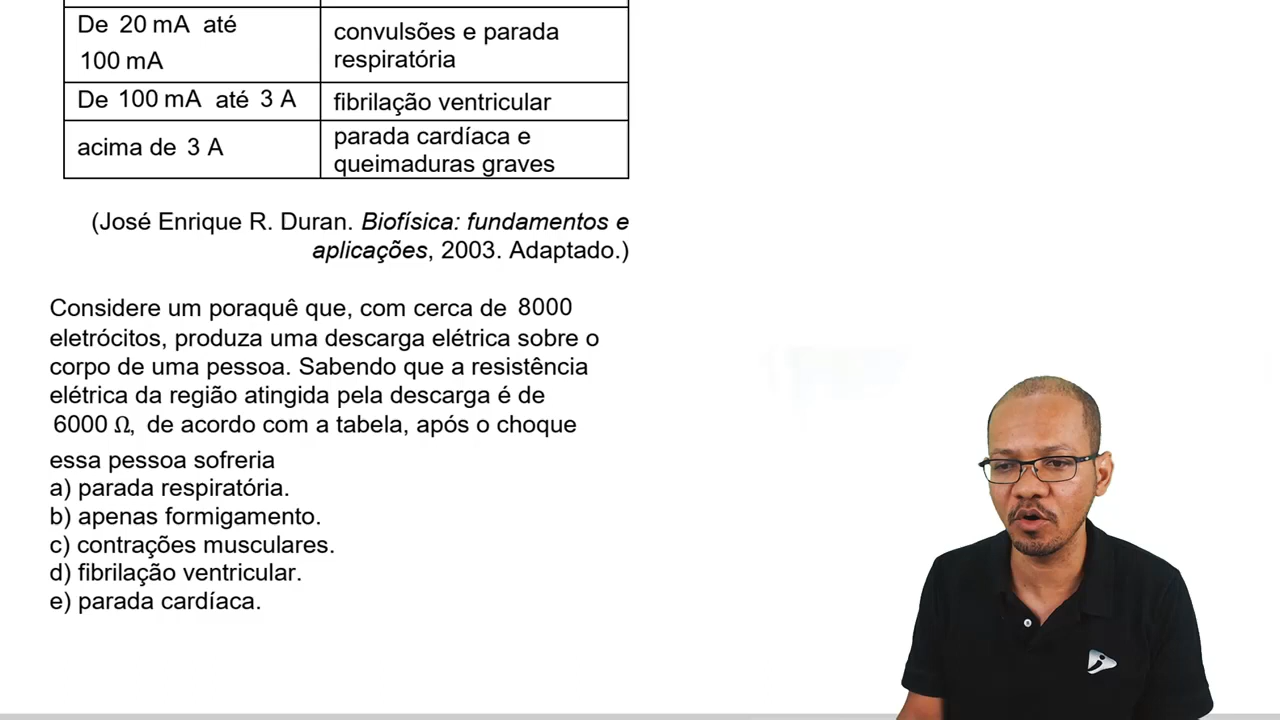 De 20 mA até
100 mA
convulsões e parada
respiratória
De 100 mA até 3 A
fibrilação ventricular
acima de 3 A
parada cardíaca e
queimaduras graves
(José Enrique R. Duran. Biofísica: fundamentos e
aplicações, 2003. Adaptado.)
Considere um poraquê que, com cerca de 8000
eletrócitos, produza uma descarga elétrica sobre o
corpo de uma pessoa. Sabendo que a resistência
elétrica da região atingida pela descarga é de
6000 Ω, de acordo com a tabela, após o choque
essa pessoa sofreria
a) parada respiratória.
b) apenas formigamento.
c) contrações musculares.
d) fibrilação ventricular.
e) parada cardíaca.